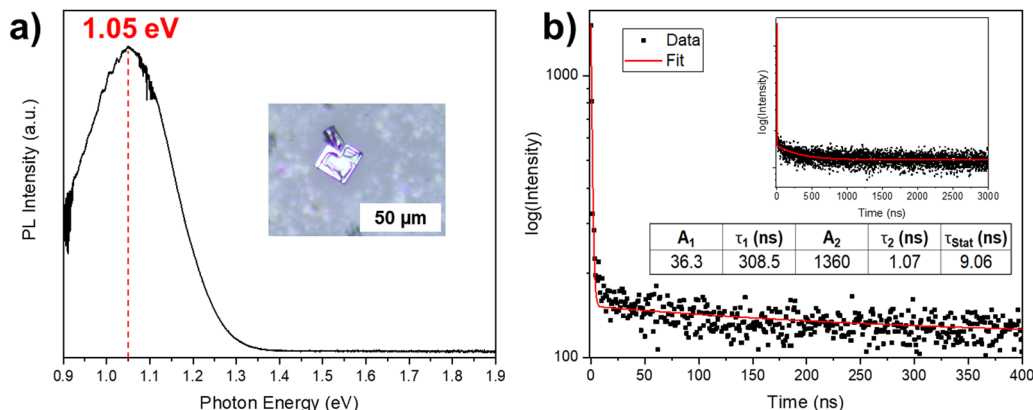 a)
1.05 eV
PL Intensity (a.u.)
50 µm
0.9 1.0 1.1 1.2 1.3 1.4 1.5 1.6 1.7 1.8 1.9
Photon Energy (eV)
b)
Data
Fit
log(Intensity)
1000
100
log(Intensity)
0 500 1000 1500 2000 2500 3000
Time (ns)
A1 τ1 (ns) A2 τ2 (ns) τStat (ns)
36.3 308.5 1360 1.07 9.06
0 50 100 150 200 250 300 350 400
Time (ns)